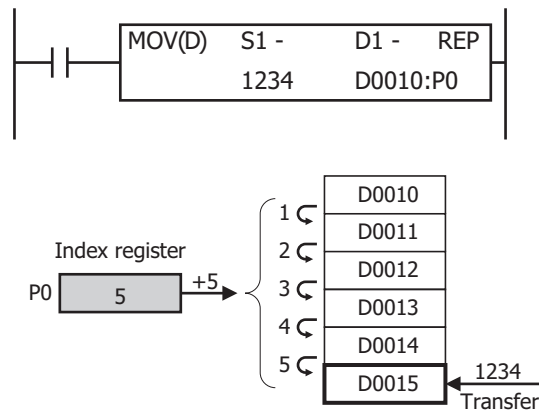 MOV(D) S1 - D1 - REP
1234 D0010:P0
D0010
1
D0011
2
Index register
D0012
P0 5 +5
3
D0013
4
D0014
5
D0015
1234
Transfer